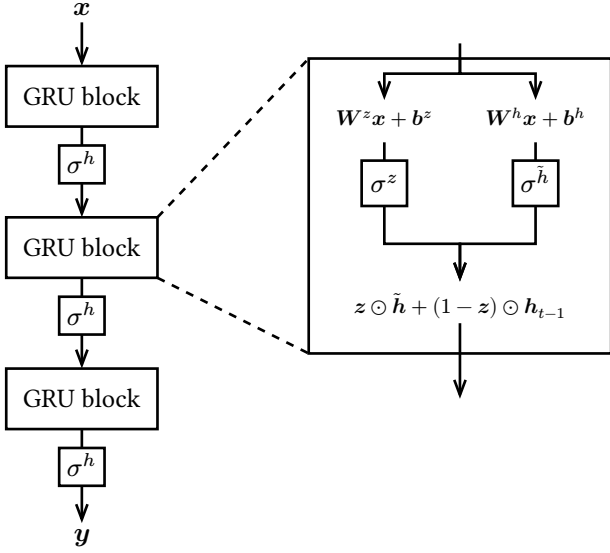 x
GRU block
σ^h
GRU block
σ^h
GRU block
σ^h
y
W^z x + b^z
W^h x + b^h
σ^z
σ^h̃
z ⊙ h̃ + (1 − z) ⊙ h_{t−1}